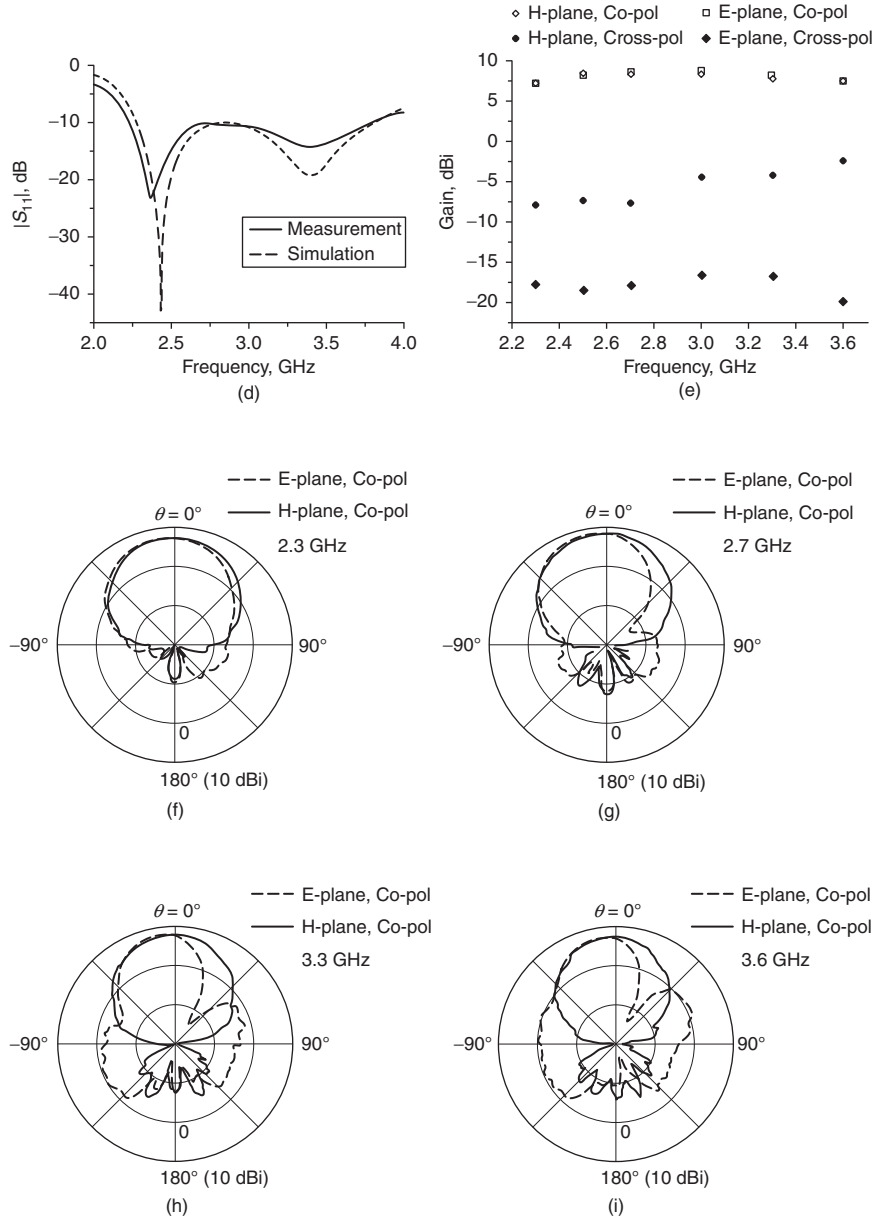 H-plane, Co-pol
E-plane, Co-pol
H-plane, Cross-pol
E-plane, Cross-pol
0
–10
–20
–30
–40
|S11|, dB
Measurement
Simulation
2.0
2.5
3.0
3.5
4.0
Frequency, GHz
(d)
10
5
0
–5
–10
–15
–20
Gain, dBi
2.2
2.4
2.6
2.8
3.0
3.2
3.4
3.6
Frequency, GHz
(e)
E-plane, Co-pol
H-plane, Co-pol
θ = 0°
2.3 GHz
–90°
90°
0
180° (10 dBi)
(f)
E-plane, Co-pol
H-plane, Co-pol
θ = 0°
2.7 GHz
–90°
90°
0
180° (10 dBi)
(g)
E-plane, Co-pol
H-plane, Co-pol
θ = 0°
3.3 GHz
–90°
90°
0
180° (10 dBi)
(h)
E-plane, Co-pol
H-plane, Co-pol
θ = 0°
3.6 GHz
–90°
90°
0
180° (10 dBi)
(i)